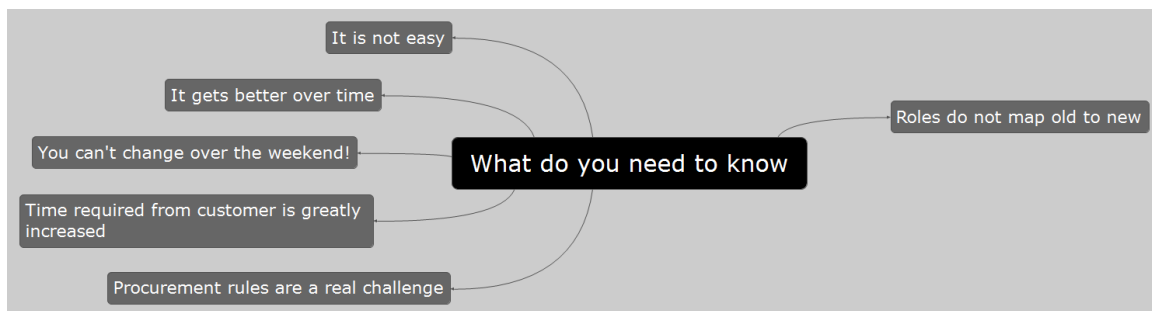 It is not easy
It gets better over time
You can't change over the weekend!
Time required from customer is greatly
increased
Procurement rules are a real challenge
What do you need to know
Roles do not map old to new